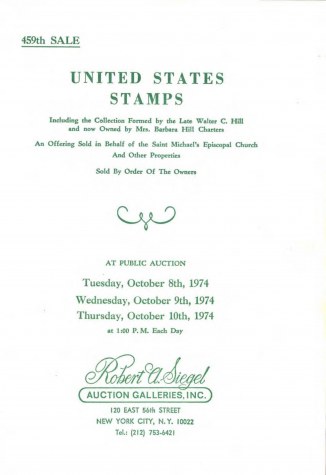 459th SALE
UNITED STATES
STAMPS
Including the Collection Formed by the Late Walter C. Hill
and now Owned by Mrs. Barbara Hill Charters
An Offering Sold in Behalf of the Saint Michael's Episcopal Church
And Other Properties
Sold By Order Of The Owners
AT PUBLIC AUCTION
Tuesday, October 8th, 1974
Wednesday, October 9th, 1974
Thursday, October 10th, 1974
at 1:00 P. M. Each Day
Robert A. Siegel
AUCTION GALLERIES, INC.
120 EAST 56th STREET
NEW YORK CITY, N. Y. 10022
Tel.: (212) 753-6421